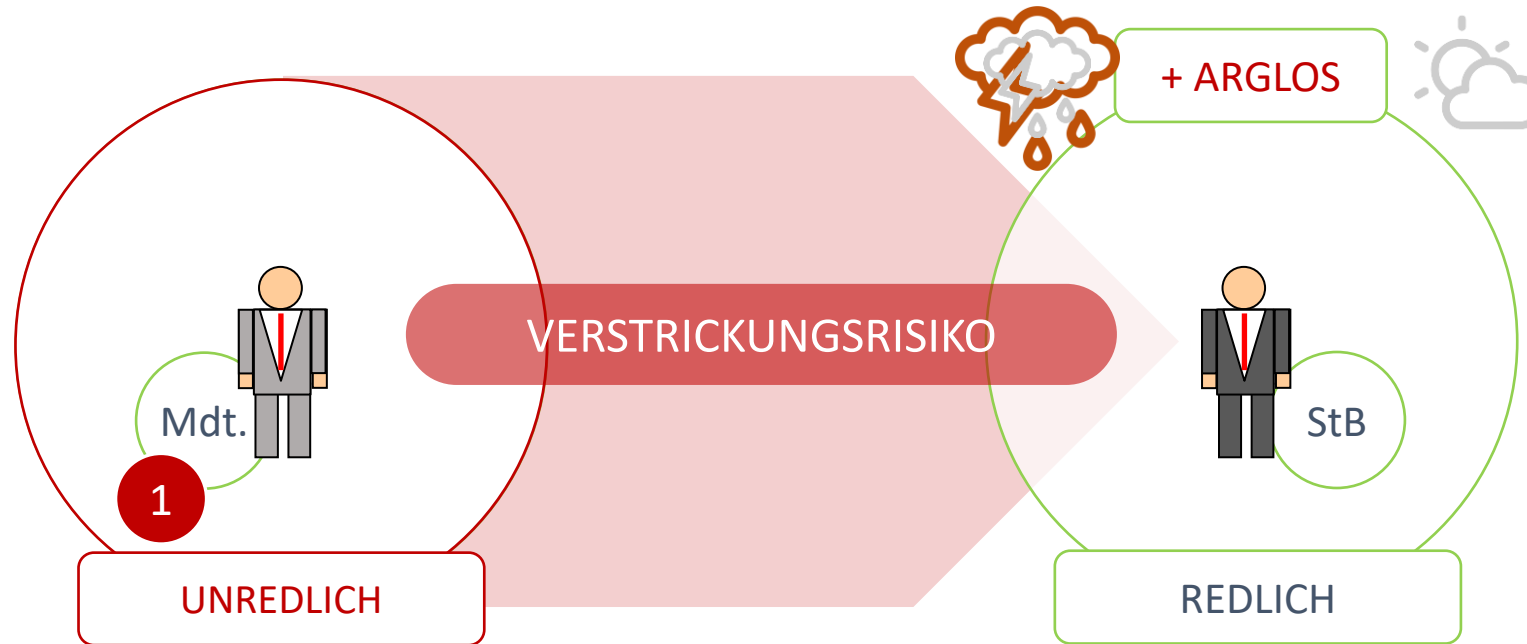 + ARGLOS
VERSTRICKUNGSRISIKO
Mdt.
StB
1
UNREDLICH
REDLICH